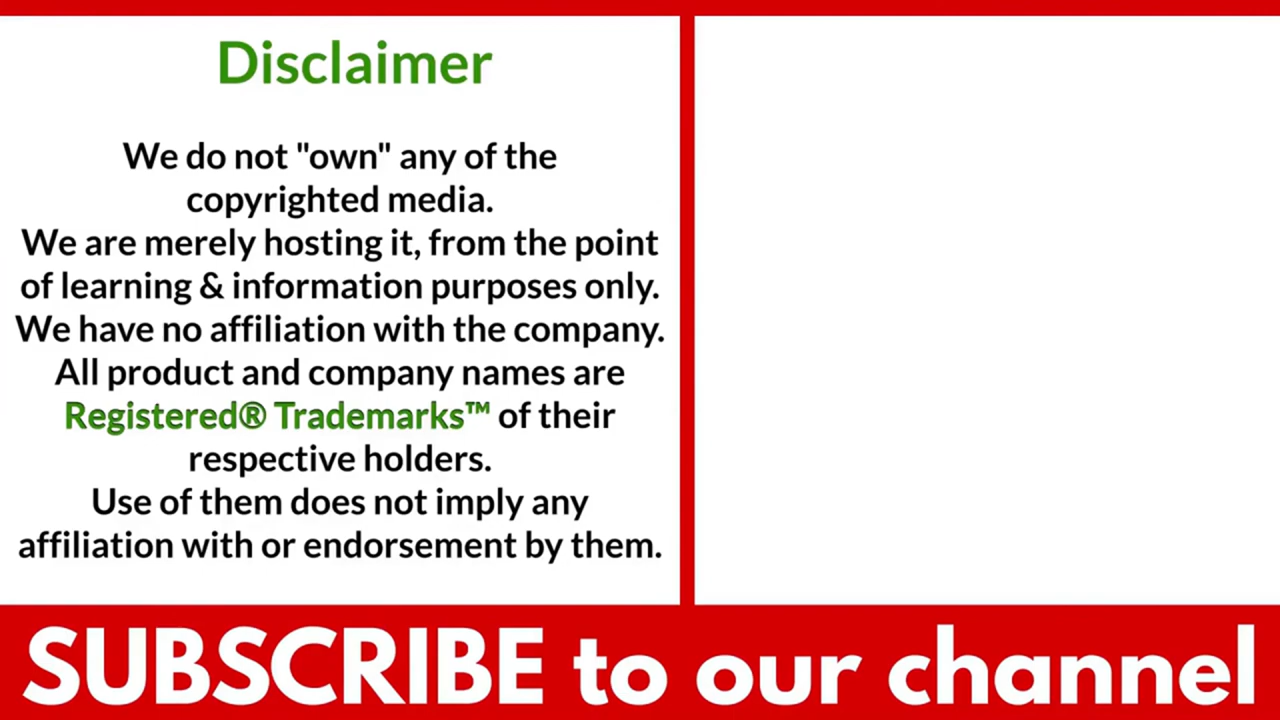 Disclaimer
We do not "own" any of the
copyrighted media.
We are merely hosting it, from the point
of learning & information purposes only.
We have no affiliation with the company.
All product and company names are
Registered® Trademarks™ of their
respective holders.
Use of them does not imply any
affiliation with or endorsement by them.
SUBSCRIBE to our channel